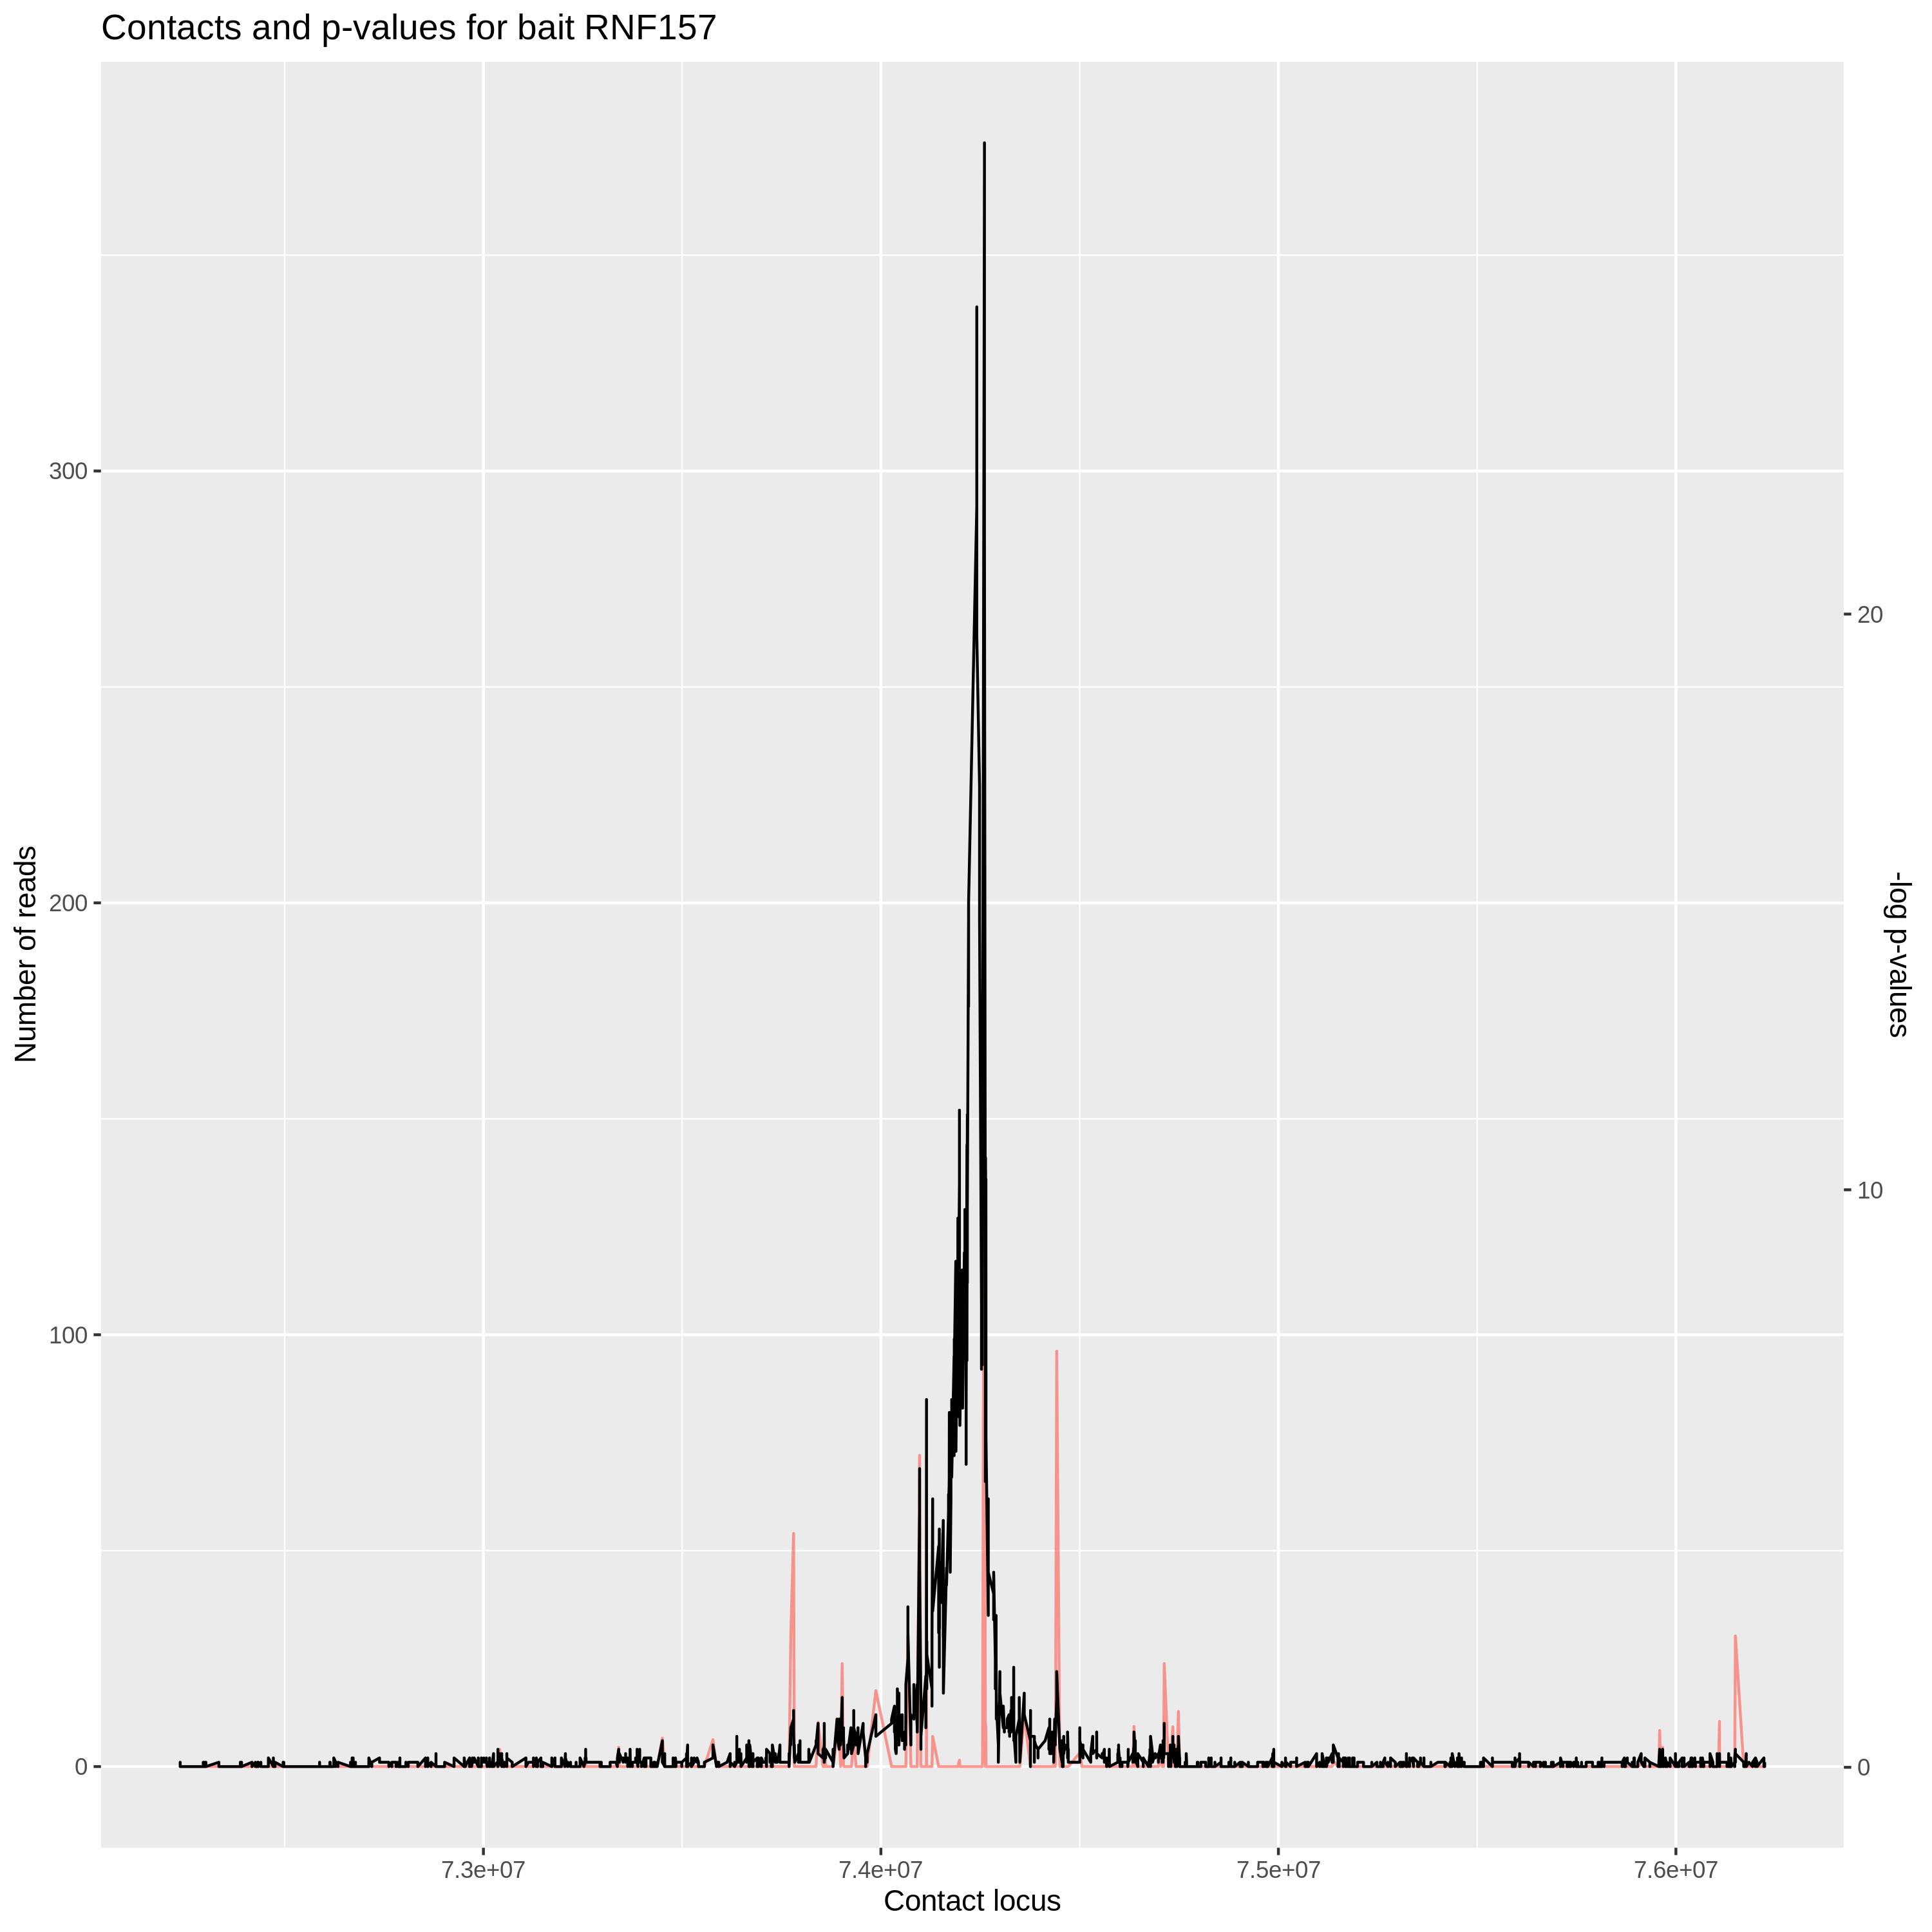 Contacts and p-values for bait RNF157
Number of reads
300
200
100
0
20
10
0
-log p-values
7.3e+07
7.4e+07
7.5e+07
7.6e+07
Contact locus